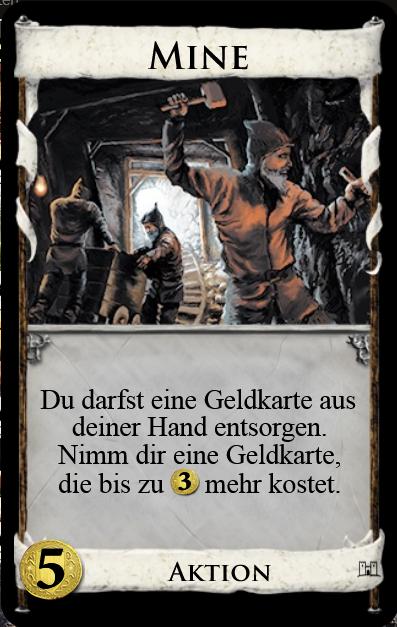 MINE
Du darfst eine Geldkarte aus
deiner Hand entsorgen.
Nimm dir eine Geldkarte,
die bis zu 3 mehr kostet.
5
AKTION